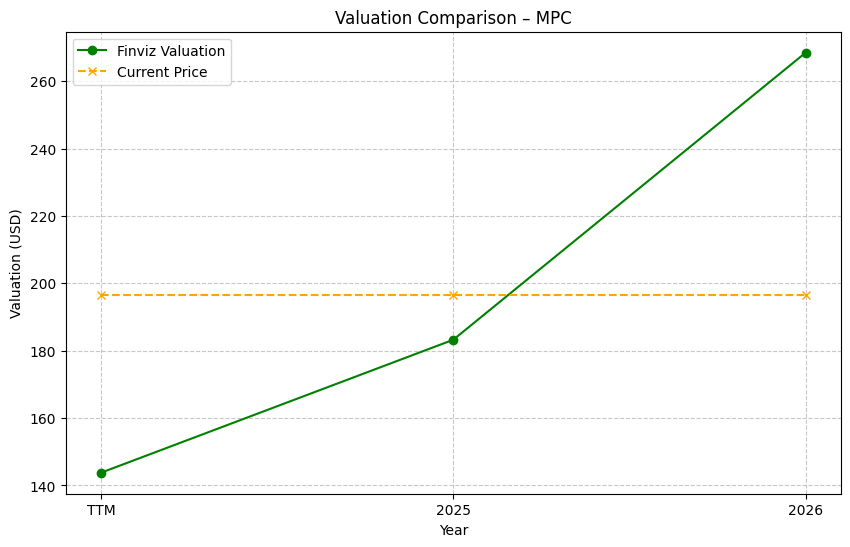 Valuation Comparison – MPC
Finviz Valuation
Current Price
Valuation (USD)
260
240
220
200
180
160
140
TTM
2025
2026
Year